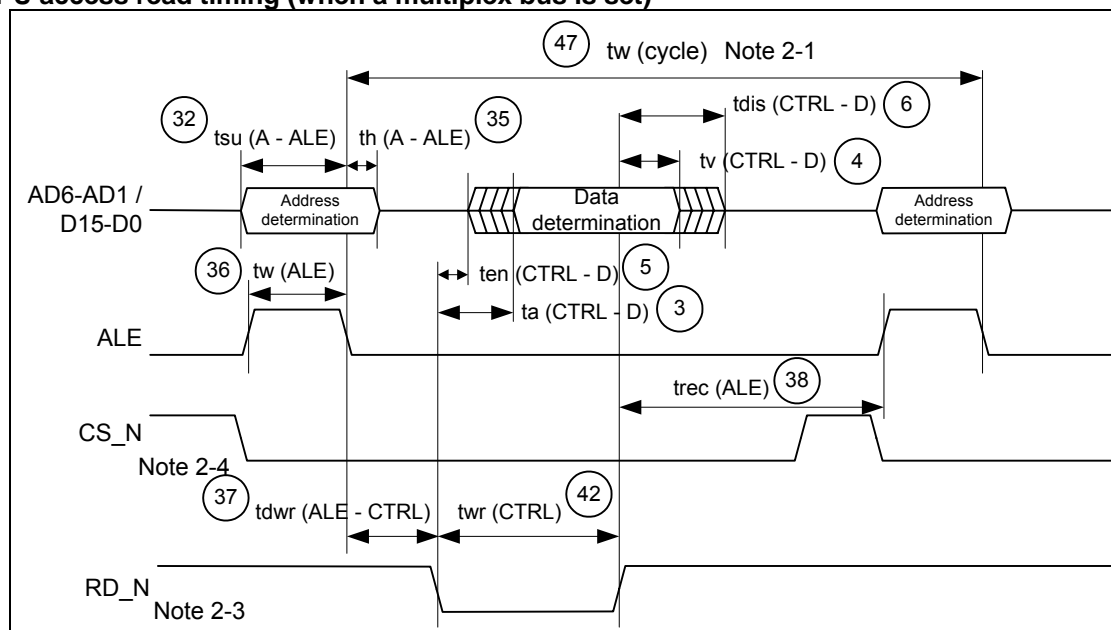 access read timing (when a multiplex bus is set)
47 tw (cycle) Note 2-1
tdis (CTRL - D) 6
32 tsu (A - ALE) th (A - ALE) 35
tv (CTRL - D) 4
AD6-AD1 /
D15-D0
Address
determination
Data
determination
Address
determination
36 tw (ALE)
ten (CTRL - D) 5
ta (CTRL - D) 3
ALE
trec (ALE) 38
CS_N
Note 2-4
37 tdwr (ALE - CTRL) twr (CTRL) 42
RD_N
Note 2-3